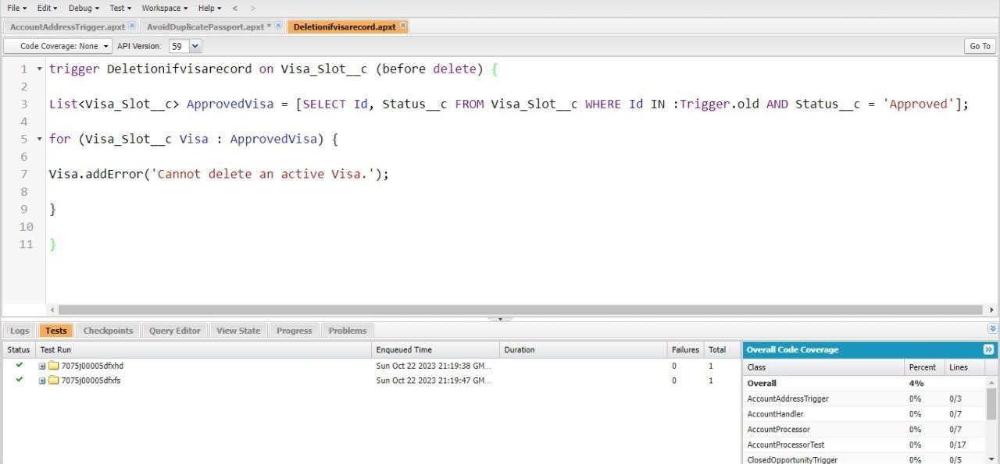 File Edit Debug Test Workspace Help < >
AccountAddressTrigger.apxt AvoidDuplicatePassport.apxt * Deletionifvisarecord.apxt
Code Coverage: None API Version: 59 Go To
1 trigger Deletionifvisarecord on Visa_Slot__c (before delete) {
2
3 List<Visa_Slot__c> ApprovedVisa = [SELECT Id, Status__c FROM Visa_Slot__c WHERE Id IN :Trigger.old AND Status__c = 'Approved'];
4
5 for (Visa_Slot__c Visa : ApprovedVisa) {
6
7 Visa.addError('Cannot delete an active Visa.');
8
9 }
10
11 }
Logs Tests Checkpoints Query Editor View State Progress Problems
Status Test Run Enqueued Time Duration Failures Total
7075j00005dfxhd Sun Oct 22 2023 21:19:38 GM... 0 1
7075j00005dfxfs Sun Oct 22 2023 21:19:47 GM... 0 1
Overall Code Coverage
Class Percent Lines
Overall 4%
AccountAddressTrigger 0% 0/3
AccountHandler 0% 0/7
AccountProcessor 0% 0/7
AccountProcessorTest 0% 0/17
ClosedOpportunityTrigger 0% 0/5